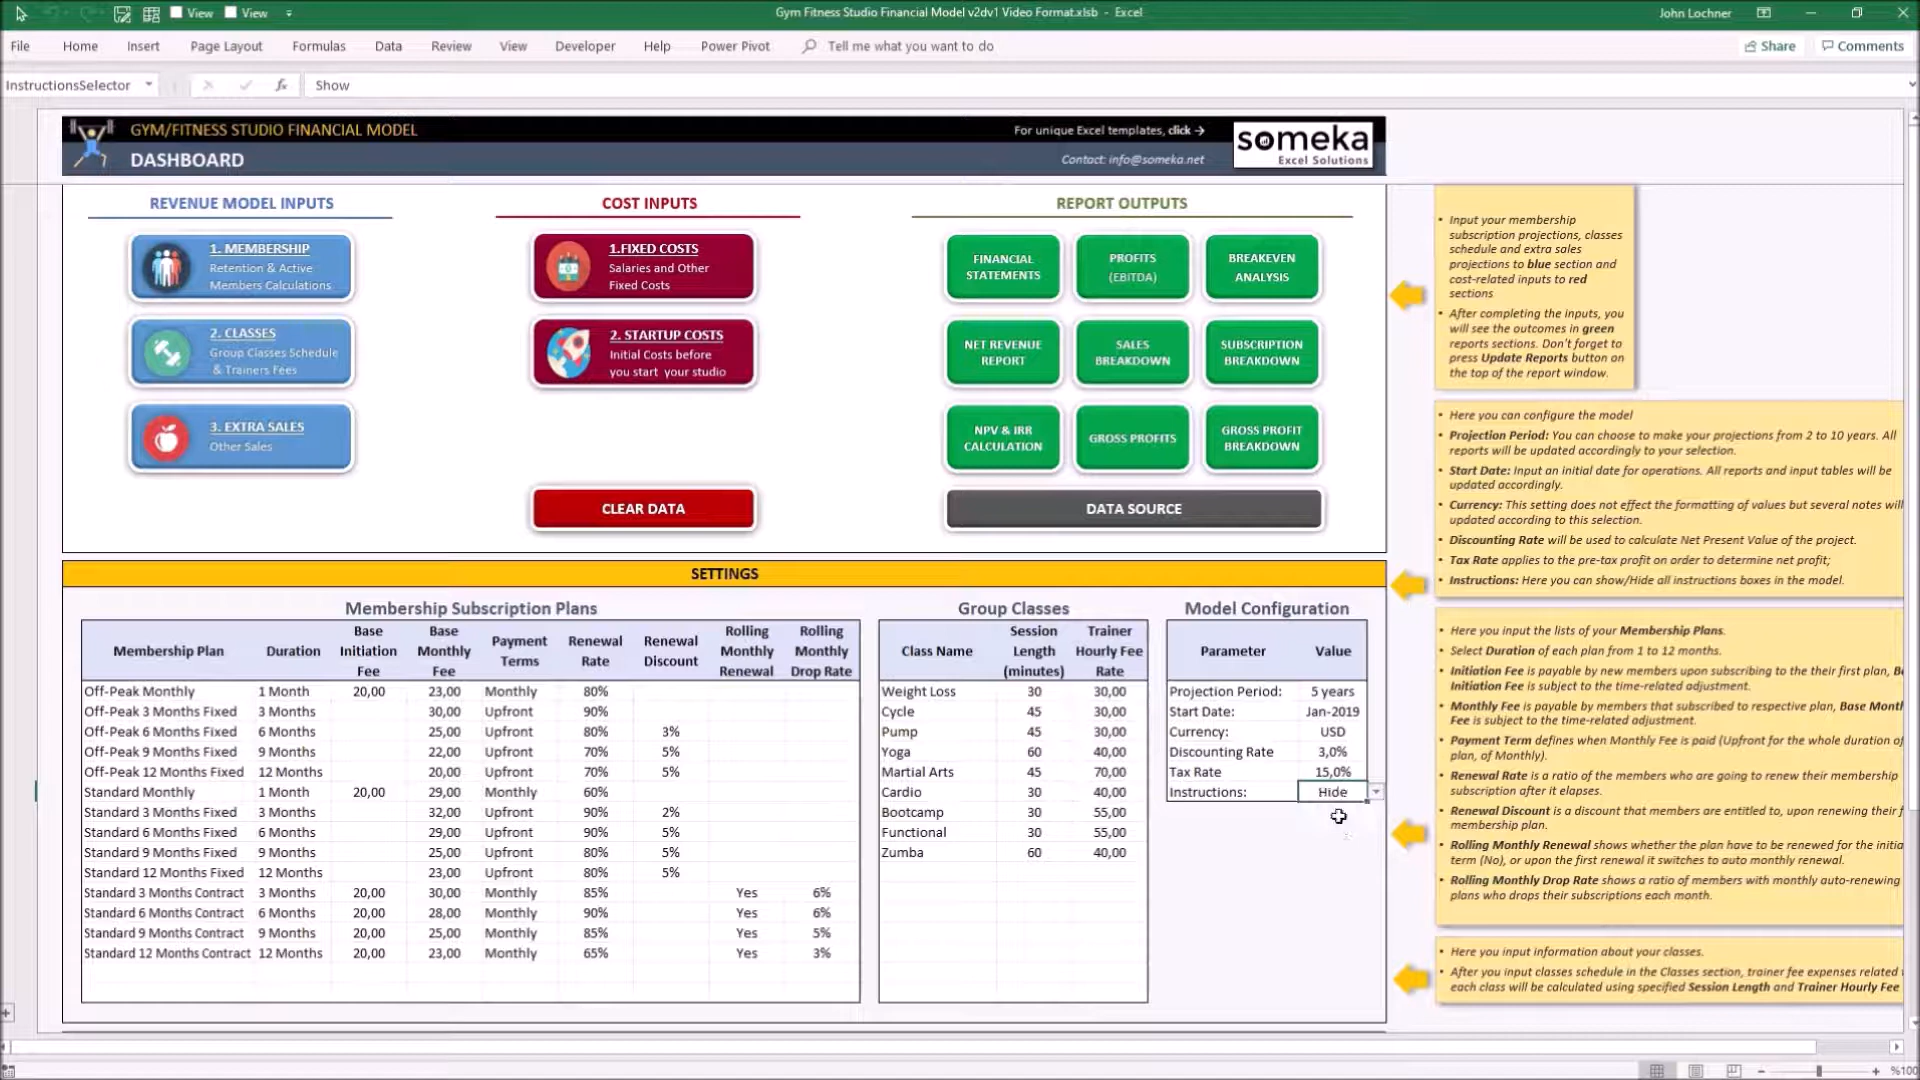 View
View
Gym Fitness Studio Financial Model v2dv1 Video Format.xlsb - Excel
John Lochner
File Home Insert Page Layout Formulas Data Review View Developer Help Power Pivot Tell me what you want to do
Share
Comments
InstructionsSelector
fx
Show
GYM/FITNESS STUDIO FINANCIAL MODEL
DASHBOARD
For unique Excel templates, click →
Contact: info@someka.net
someka
Excel Solutions
REVENUE MODEL INPUTS
1. MEMBERSHIP
Retention & Active
Members Calculations
2. CLASSES
Group Classes Schedule
& Trainers Fees
3. EXTRA SALES
Other Sales
COST INPUTS
1.FIXED COSTS
Salaries and Other
Fixed Costs
2. STARTUP COSTS
Initial Costs before
you start your studio
CLEAR DATA
REPORT OUTPUTS
FINANCIAL
STATEMENTS
PROFITS
(EBITDA)
BREAKEVEN
ANALYSIS
NET REVENUE
REPORT
SALES
BREAKDOWN
SUBSCRIPTION
BREAKDOWN
NPV & IRR
CALCULATION
GROSS PROFITS
GROSS PROFIT
BREAKDOWN
DATA SOURCE
• Input your membership
subscription projections, classes
schedule and extra sales
projections to blue section and
cost-related inputs to red
sections
• After completing the inputs, you
will see the outcomes in green
reports sections. Don't forget to
press Update Reports button on
the top of the report window.
• Here you can configure the model
• Projection Period: You can choose to make your projections from 2 to 10 years. All
reports will be updated accordingly to your selection.
• Start Date: Input an initial date for operations. All reports and input tables will be
updated accordingly.
• Currency: This setting does not effect the formatting of values but several notes will
updated according to this selection.
• Discounting Rate will be used to calculate Net Present Value of the project.
• Tax Rate applies to the pre-tax profit on order to determine net profit;
• Instructions: Here you can show/Hide all instructions boxes in the model.
SETTINGS
Membership Subscription Plans
Membership Plan Duration Base Initiation Fee Base Monthly Fee Payment Terms Renewal Rate Renewal Discount Rolling Monthly Renewal Rolling Monthly Drop Rate
Off-Peak Monthly 1 Month 20,00 23,00 Monthly 80%
Off-Peak 3 Months Fixed 3 Months 30,00 Upfront 90%
Off-Peak 6 Months Fixed 6 Months 25,00 Upfront 80% 3%
Off-Peak 9 Months Fixed 9 Months 22,00 Upfront 70% 5%
Off-Peak 12 Months Fixed 12 Months 20,00 Upfront 70% 5%
Standard Monthly 1 Month 20,00 29,00 Monthly 60%
Standard 3 Months Fixed 3 Months 32,00 Upfront 90% 2%
Standard 6 Months Fixed 6 Months 29,00 Upfront 90% 5%
Standard 9 Months Fixed 9 Months 25,00 Upfront 80% 5%
Standard 12 Months Fixed 12 Months 23,00 Upfront 80% 5%
Standard 3 Months Contract 3 Months 20,00 30,00 Monthly 85% Yes 6%
Standard 6 Months Contract 6 Months 20,00 28,00 Monthly 90% Yes 6%
Standard 9 Months Contract 9 Months 20,00 25,00 Monthly 85% Yes 5%
Standard 12 Months Contract 12 Months 20,00 23,00 Monthly 65% Yes 3%
Group Classes
Class Name Session Length (minutes) Trainer Hourly Fee Rate
Weight Loss 30 30,00
Cycle 45 30,00
Pump 45 30,00
Yoga 60 40,00
Martial Arts 45 70,00
Cardio 30 40,00
Bootcamp 30 55,00
Functional 30 55,00
Zumba 60 40,00
Model Configuration
Parameter Value
Projection Period: 5 years
Start Date: Jan-2019
Currency: USD
Discounting Rate 3,0%
Tax Rate 15,0%
Instructions: Hide
• Here you input the lists of your Membership Plans.
• Select Duration of each plan from 1 to 12 months.
• Initiation Fee is payable by new members upon subscribing to the their first plan,
Initiation Fee is subject to the time-related adjustment.
• Monthly Fee is payable by members that subscribed to respective plan, Base Mont
Fee is subject to the time-related adjustment.
• Payment Term defines when Monthly Fee is paid (Upfront for the whole duration of
plan, of Monthly).
• Renewal Rate is a ratio of the members who are going to renew their membership
subscription after it elapses.
• Renewal Discount is a discount that members are entitled to, upon renewing their f
membership plan.
• Rolling Monthly Renewal shows whether the plan have to be renewed for the initia
term (No), or upon the first renewal it switches to auto monthly renewal.
• Rolling Monthly Drop Rate shows a ratio of members with monthly auto-renewing
plans who drops their subscriptions each month.
• Here you input information about your classes.
• After you input classes schedule in the Classes section, trainer fee expenses related
each class will be calculated using specified Session Length and Trainer Hourly Fee
%100